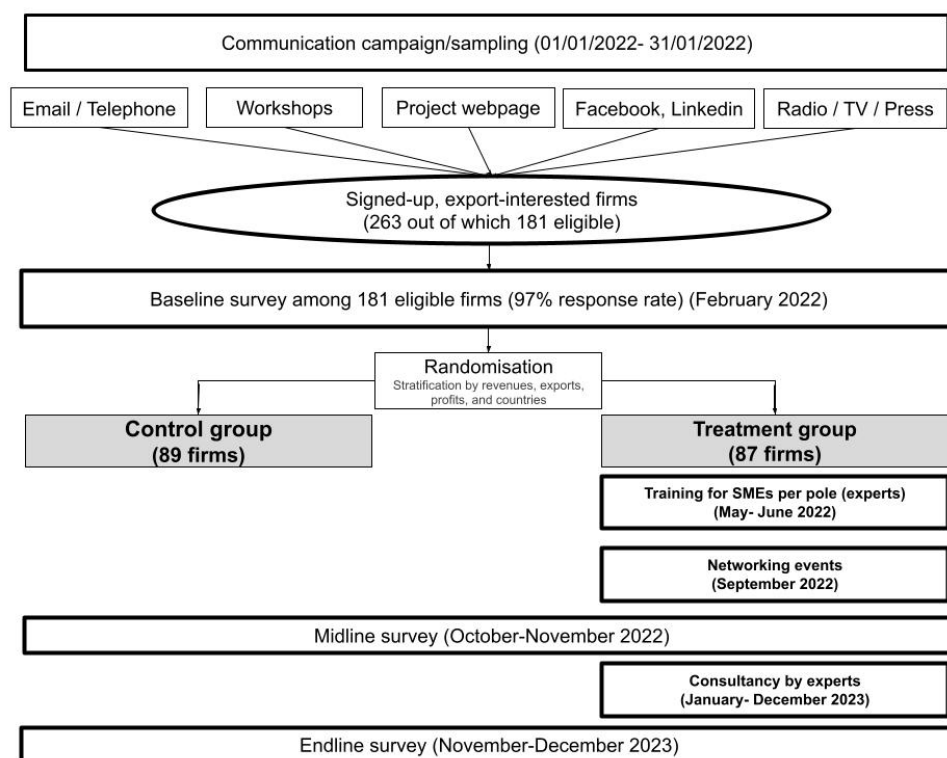 Communication campaign/sampling (01/01/2022- 31/01/2022)
Email / Telephone
Workshops
Project webpage
Facebook, Linkedin
Radio / TV / Press
Signed-up, export-interested firms
(263 out of which 181 eligible)
Baseline survey among 181 eligible firms (97% response rate) (February 2022)
Randomisation
Stratification by revenues, exports,
profits, and countries
Control group
(89 firms)
Treatment group
(87 firms)
Training for SMEs per pole (experts)
(May- June 2022)
Networking events
(September 2022)
Midline survey (October-November 2022)
Consultancy by experts
(January- December 2023)
Endline survey (November-December 2023)